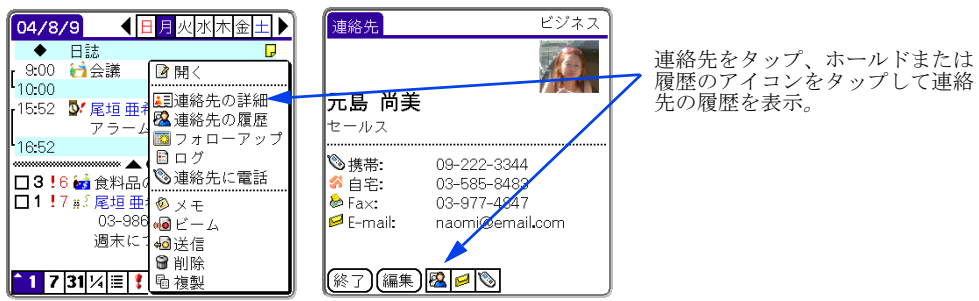 04/8/9 日 月 火 水 木 金 土
日誌
9:00 会議
10:00
15:52 尾垣 亜
アラーム
16:52
3 !6 食料品
1 !7 尾垣
03-986
週末に
1 7 31
開く
連絡先の詳細
連絡先の履歴
フォローアップ
ログ
連絡先に電話
メモ
ビーム
送信
削除
複製
連絡先 ビジネス
元島 尚美
セールス
携帯: 09-222-3344
自宅: 03-585-8483
Fax: 03-977-4847
E-mail: naomi@email.com
終了 編集
連絡先をタップ、ホールドまたは
履歴のアイコンをタップして連絡
先の履歴を表示。